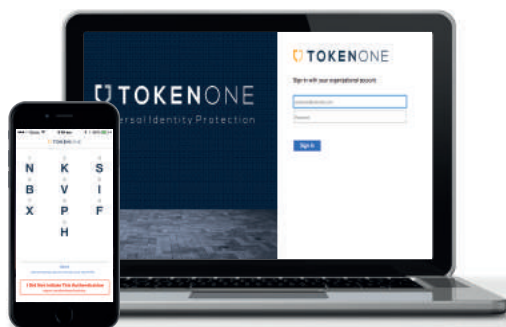 TOKENONE
Universal Identity Protection
TOKENONE
Sign in with your organizational account
Password
Sign in
TOKENONE
N K S
B V I
X P F
H
I Did Not Initiate This Authentication